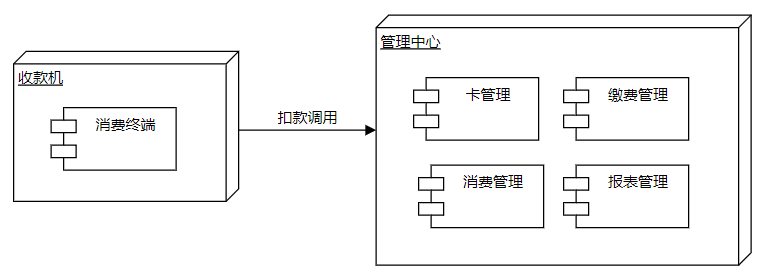 收款机
消费终端
扣款调用
管理中心
卡管理
缴费管理
消费管理
报表管理